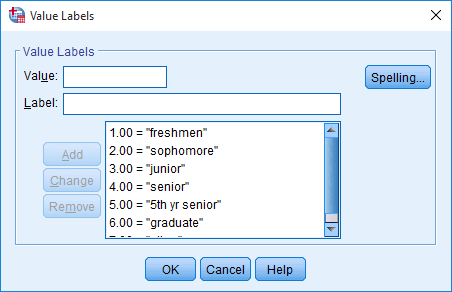 Value Labels
Value Labels
Value:
Spelling...
Label:
1.00 = "freshmen"
2.00 = "sophomore"
3.00 = "junior"
4.00 = "senior"
5.00 = "5th yr senior"
6.00 = "graduate"
Add
Change
Remove
OK Cancel Help